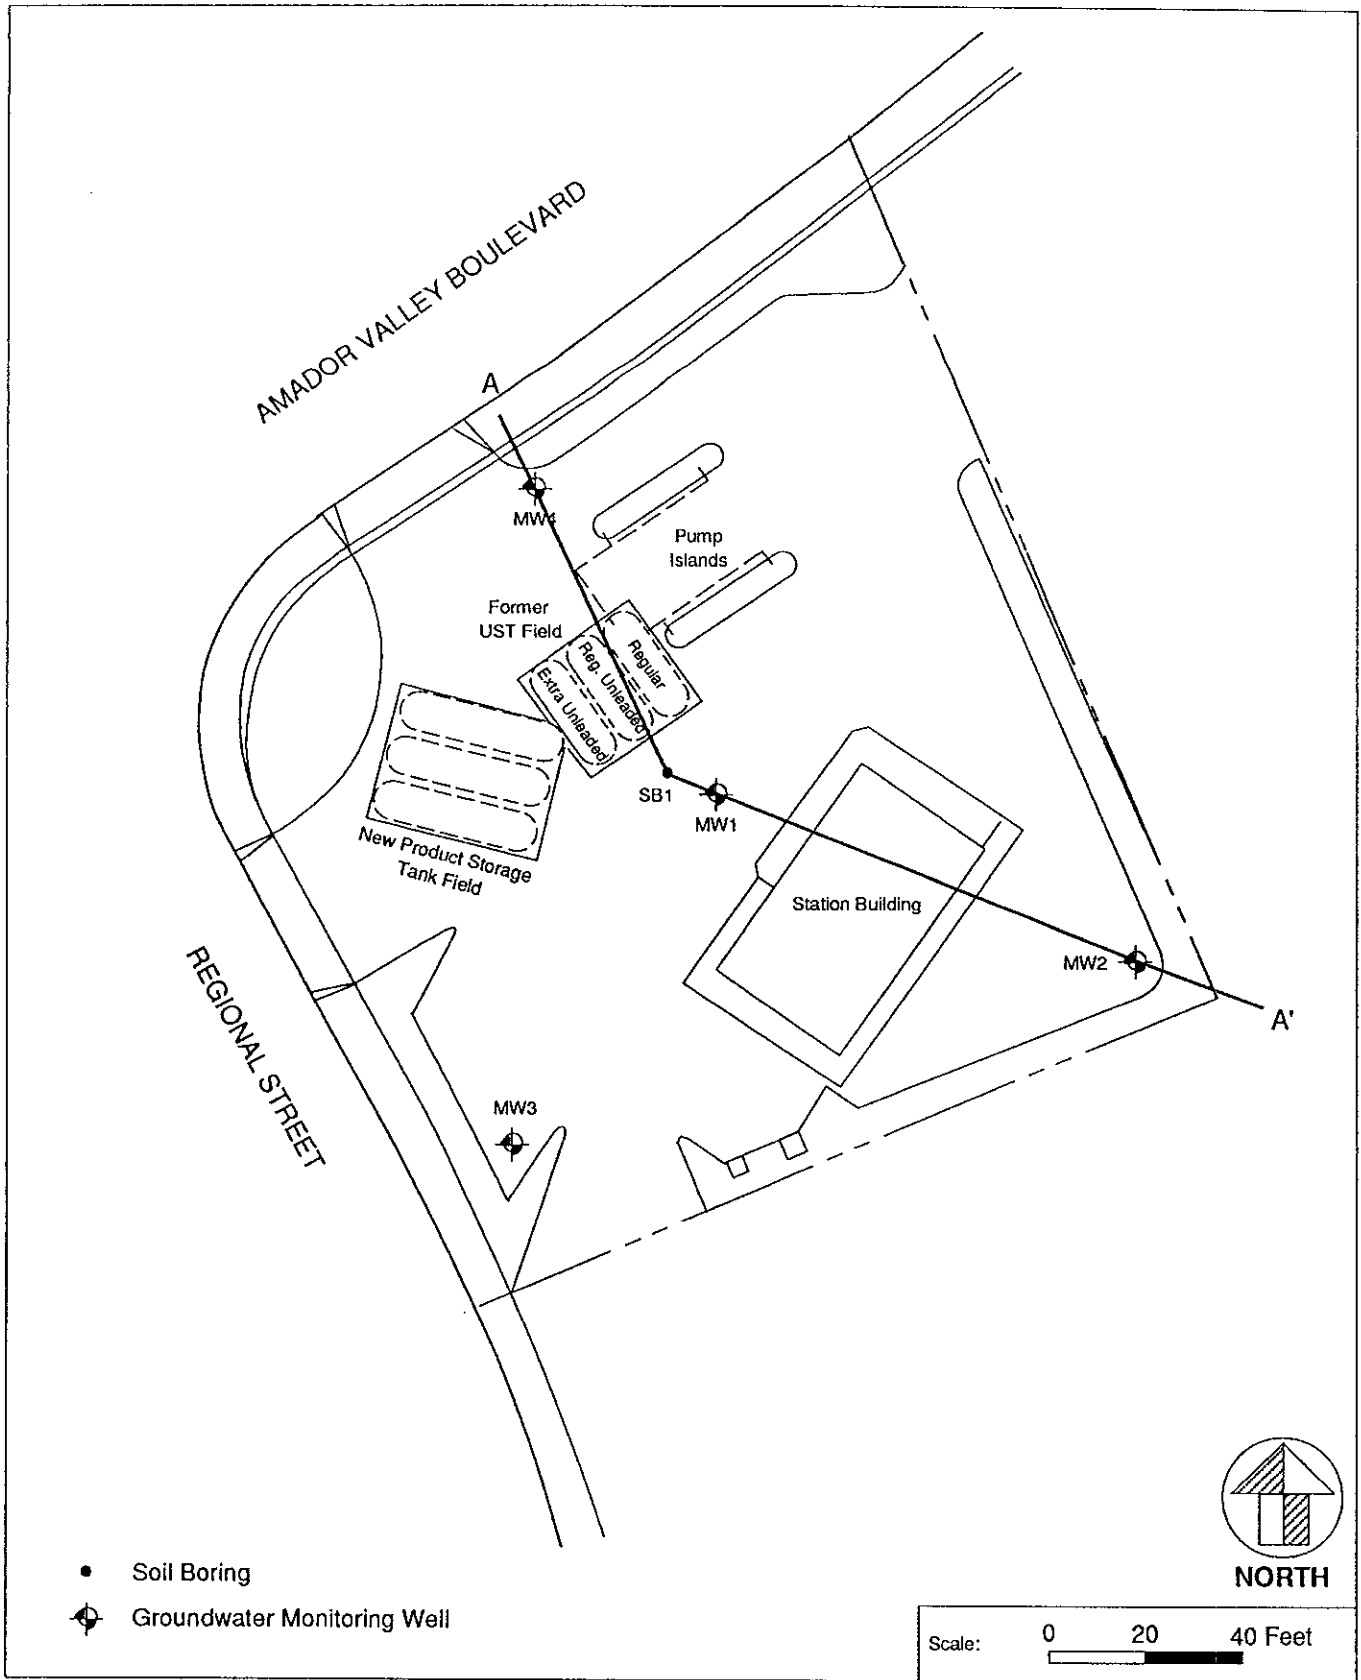 AMADOR VALLEY BOULEVARD
A
MW4
Pump
Islands
Former
UST Field
Regular
Reg. Unleaded
Extra Unleaded
SB1
MW1
New Product Storage
Tank Field
Station Building
MW2
A'
REGIONAL STREET
MW3
NORTH
Soil Boring
Groundwater Monitoring Well
Scale:
0 20 40 Feet